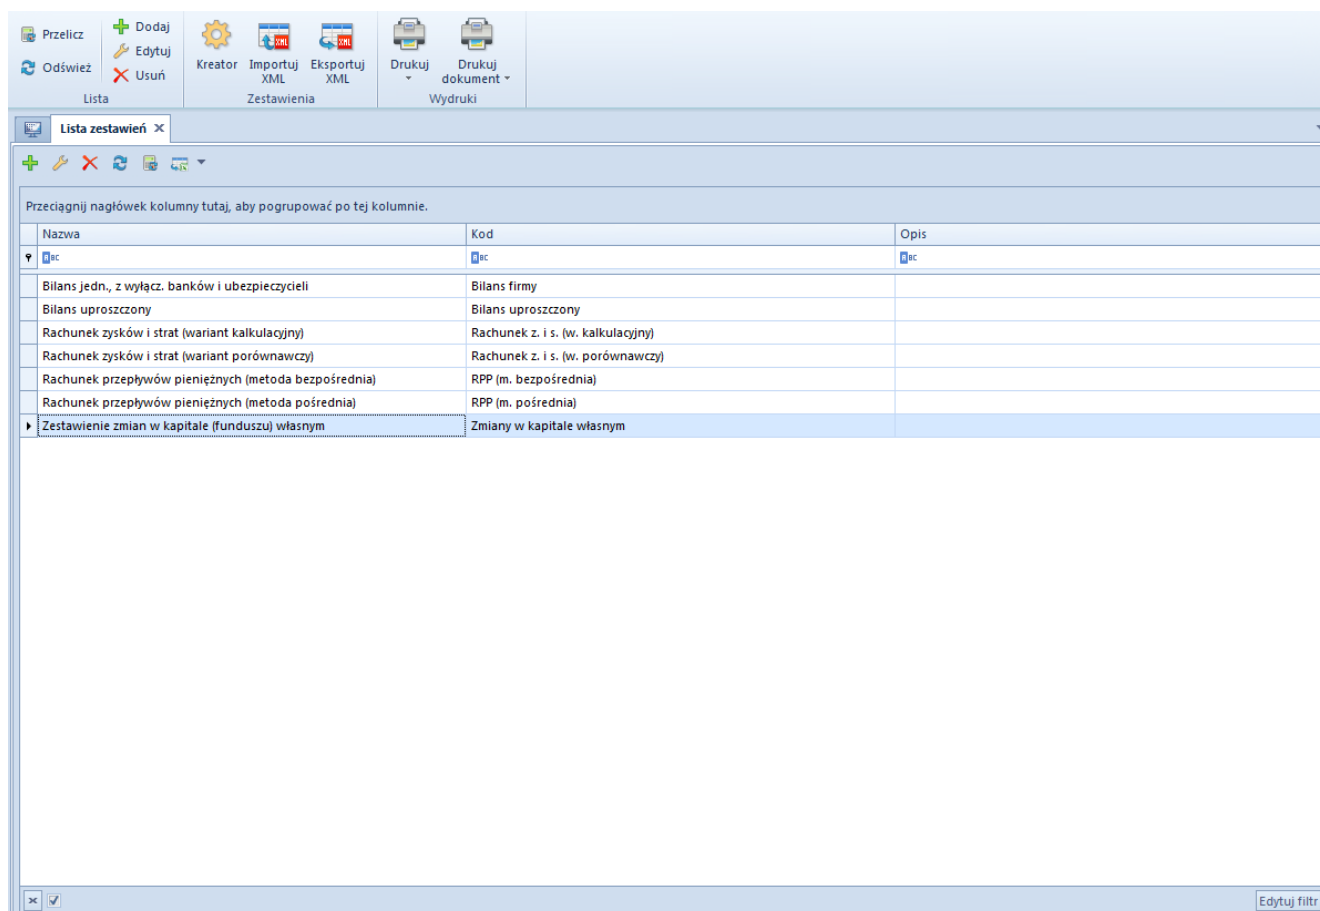 Przelicz
Dodaj
Edytuj
Odśwież
Usuń
Kreator
Importuj
XML
Eksportuj
XML
Drukuj
Drukuj
dokument
Lista
Zestawienia
Wydruki
Lista zestawień
Przeciągnij nagłówek kolumny tutaj, aby pogrupować po tej kolumnie.
Nazwa Kod Opis
ABC ABC ABC
Bilans jedn., z wyłącz. banków i ubezpieczycieli Bilans firmy
Bilans uproszczony Bilans uproszczony
Rachunek zysków i strat (wariant kalkulacyjny) Rachunek z. i s. (w. kalkulacyjny)
Rachunek zysków i strat (wariant porównawczy) Rachunek z. i s. (w. porównawczy)
Rachunek przepływów pieniężnych (metoda bezpośrednia) RPP (m. bezpośrednia)
Rachunek przepływów pieniężnych (metoda pośrednia) RPP (m. pośrednia)
Zestawienie zmian w kapitale (funduszu) własnym Zmiany w kapitale własnym
Edytuj filtr